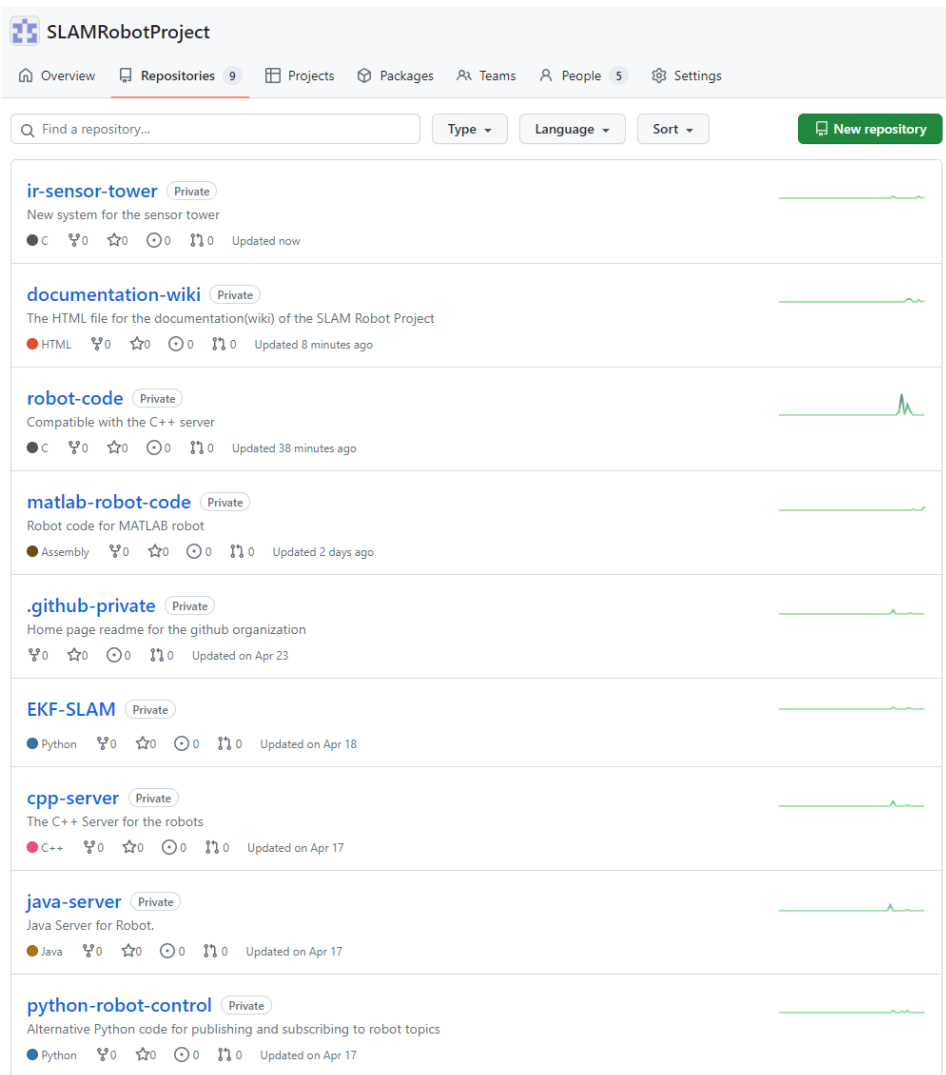 SLAMRobotProject
Overview Repositories 9 Projects Packages Teams People 5 Settings
Find a repository... Type Language Sort New repository
ir-sensor-tower Private
New system for the sensor tower
C 0 0 0 0 Updated now
documentation-wiki Private
The HTML file for the documentation(wiki) of the SLAM Robot Project
HTML 0 0 0 0 Updated 8 minutes ago
robot-code Private
Compatible with the C++ server
C 0 0 0 0 Updated 38 minutes ago
matlab-robot-code Private
Robot code for MATLAB robot
Assembly 0 0 0 0 Updated 2 days ago
.github-private Private
Home page readme for the github organization
0 0 0 0 Updated on Apr 23
EKF-SLAM Private
Python 0 0 0 0 Updated on Apr 18
cpp-server Private
The C++ Server for the robots
C++ 0 0 0 0 Updated on Apr 17
java-server Private
Java Server for Robot.
Java 0 0 0 0 Updated on Apr 17
python-robot-control Private
Alternative Python code for publishing and subscribing to robot topics
Python 0 0 0 0 Updated on Apr 17